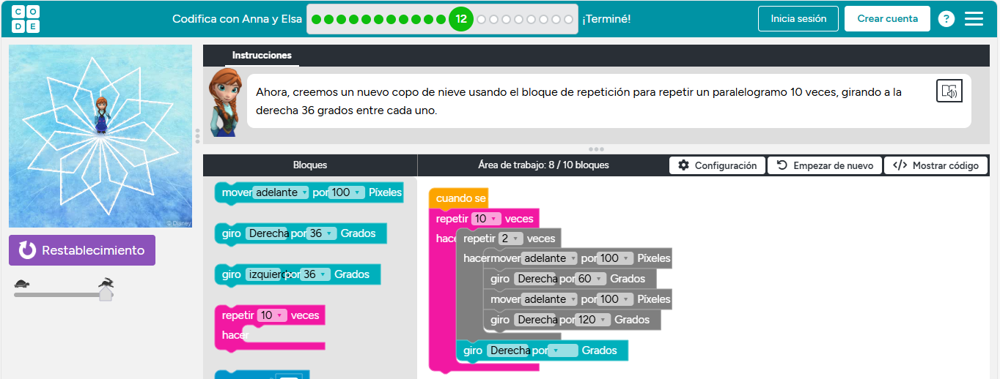 CO
DE
Codifica con Anna y Elsa 12 ¡Terminé!
Inicia sesión
Crear cuenta
?
Instrucciones
Ahora, creemos un nuevo copo de nieve usando el bloque de repetición para repetir un paralelogramo 10 veces, girando a la
derecha 36 grados entre cada uno.
© Disney
Restablecimiento
Bloques
Área de trabajo: 8 / 10 bloques
Configuración
Empezar de nuevo
</> Mostrar código
mover adelante por 100 Píxeles
giro Derecha por 36 Grados
giro izquierda por 36 Grados
repetir 10 veces
hacer
cuando se
repetir 10 veces
hacer repetir 2 veces
hacer mover adelante por 100 Píxeles
giro Derecha por 60 Grados
mover adelante por 100 Píxeles
giro Derecha por 120 Grados
giro Derecha por Grados